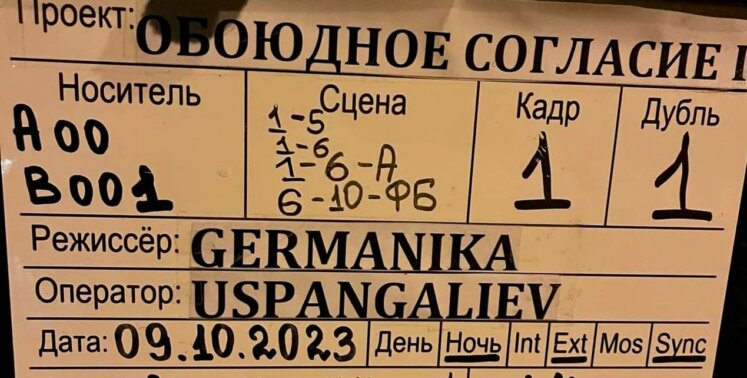 Проект: ОБОЮДНОЕ СОГЛАСИЕ
Носитель Сцена Кадр Дубль
A00
B001
1-5
1-6
1-6-А
6-10-ФБ
1
1
Режиссёр: GERMANIKA
Оператор: USPANGALIEV
Дата: 09.10.2023 День Ночь Int Ext Mos Sync